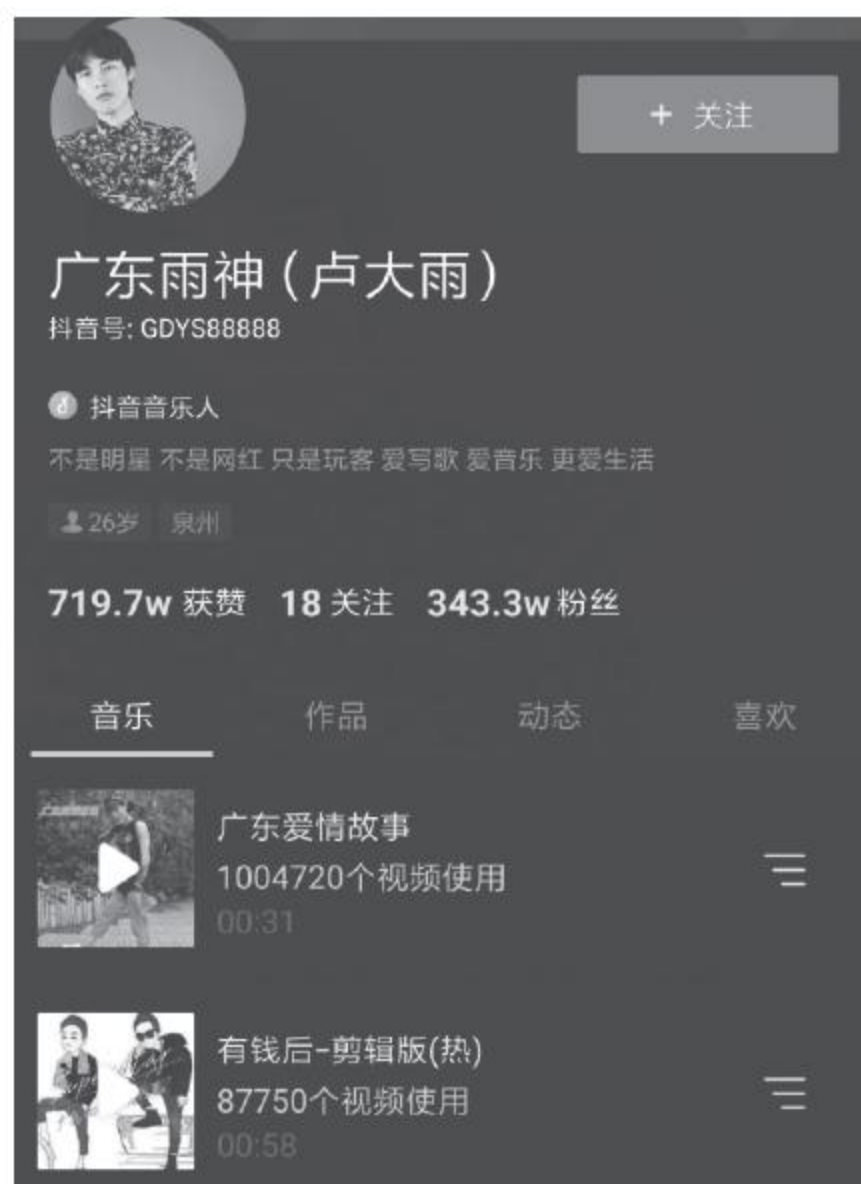 + 关注
广东雨神(卢大雨)
抖音号: GDYS88888
抖音音乐人
不是明星 不是网红 只是玩客 爱写歌 爱音乐 更爱生活
26岁 泉州
719.7w 获赞 18 关注 343.3w 粉丝
音乐 作品 动态 喜欢
广东爱情故事
1004720个视频使用
00:31
有钱后-剪辑版(热)
87750个视频使用
00:58